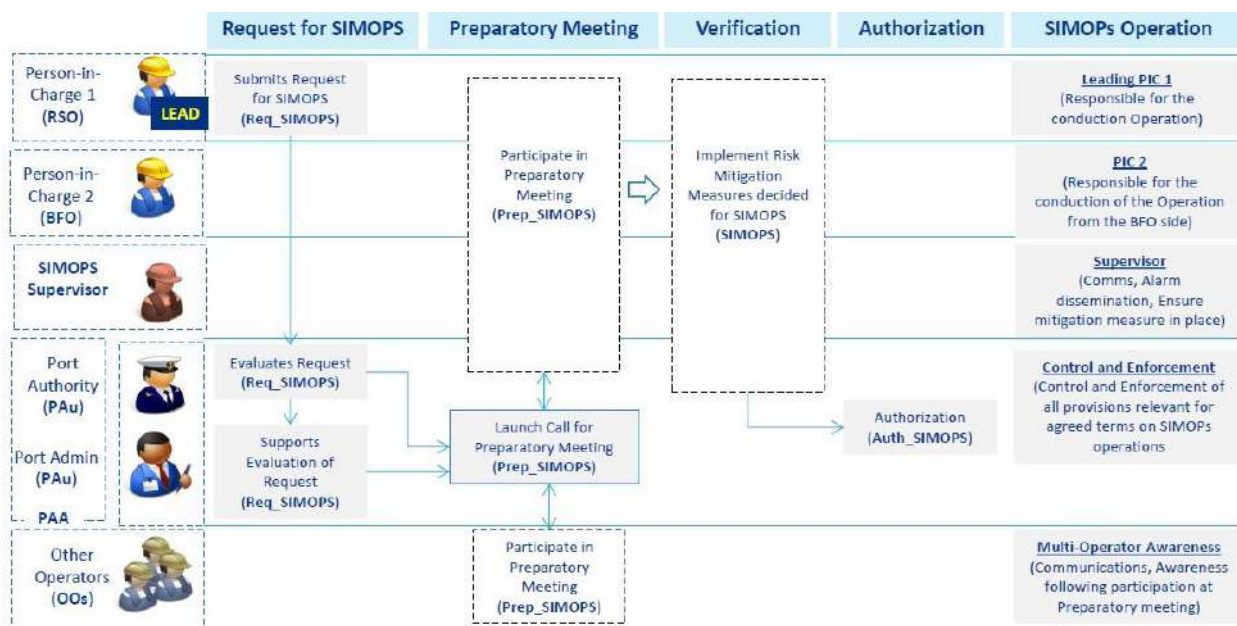 Request for SIMOPS
Preparatory Meeting
Verification
Authorization
SIMOPs Operation
Person-in-
Charge 1
(RSO)
LEAD
Submits Request
for SIMOPS
(Req_SIMOPS)
Leading PIC 1
(Responsible for the
conduction Operation)
Person-in-
Charge 2
(BFO)
Participate in
Preparatory
Meeting
(Prep_SIMOPS)
Implement Risk
Mitigation
Measures decided
for SIMOPS
(SIMOPS)
PIC 2
(Responsible for the
conduction of the Operation
from the BFO side)
SIMOPS
Supervisor
Supervisor
(Comms, Alarm
dissemination, Ensure
mitigation measure in place)
Port
Authority
(PAu)
Evaluates Request
(Req_SIMOPS)
Control and Enforcement
(Control and Enforcement of
all provisions relevant for
agreed terms on SIMOPs
operations
Port Admin
(PAu)
PAA
Supports
Evaluation of
Request
(Req_SIMOPS)
Launch Call for
Preparatory Meeting
(Prep_SIMOPS)
Authorization
(Auth_SIMOPS)
Other
Operators
(OOs)
Participate in
Preparatory
Meeting
(Prep_SIMOPS)
Multi-Operator Awareness
(Communications, Awareness
following participation at
Preparatory meeting)